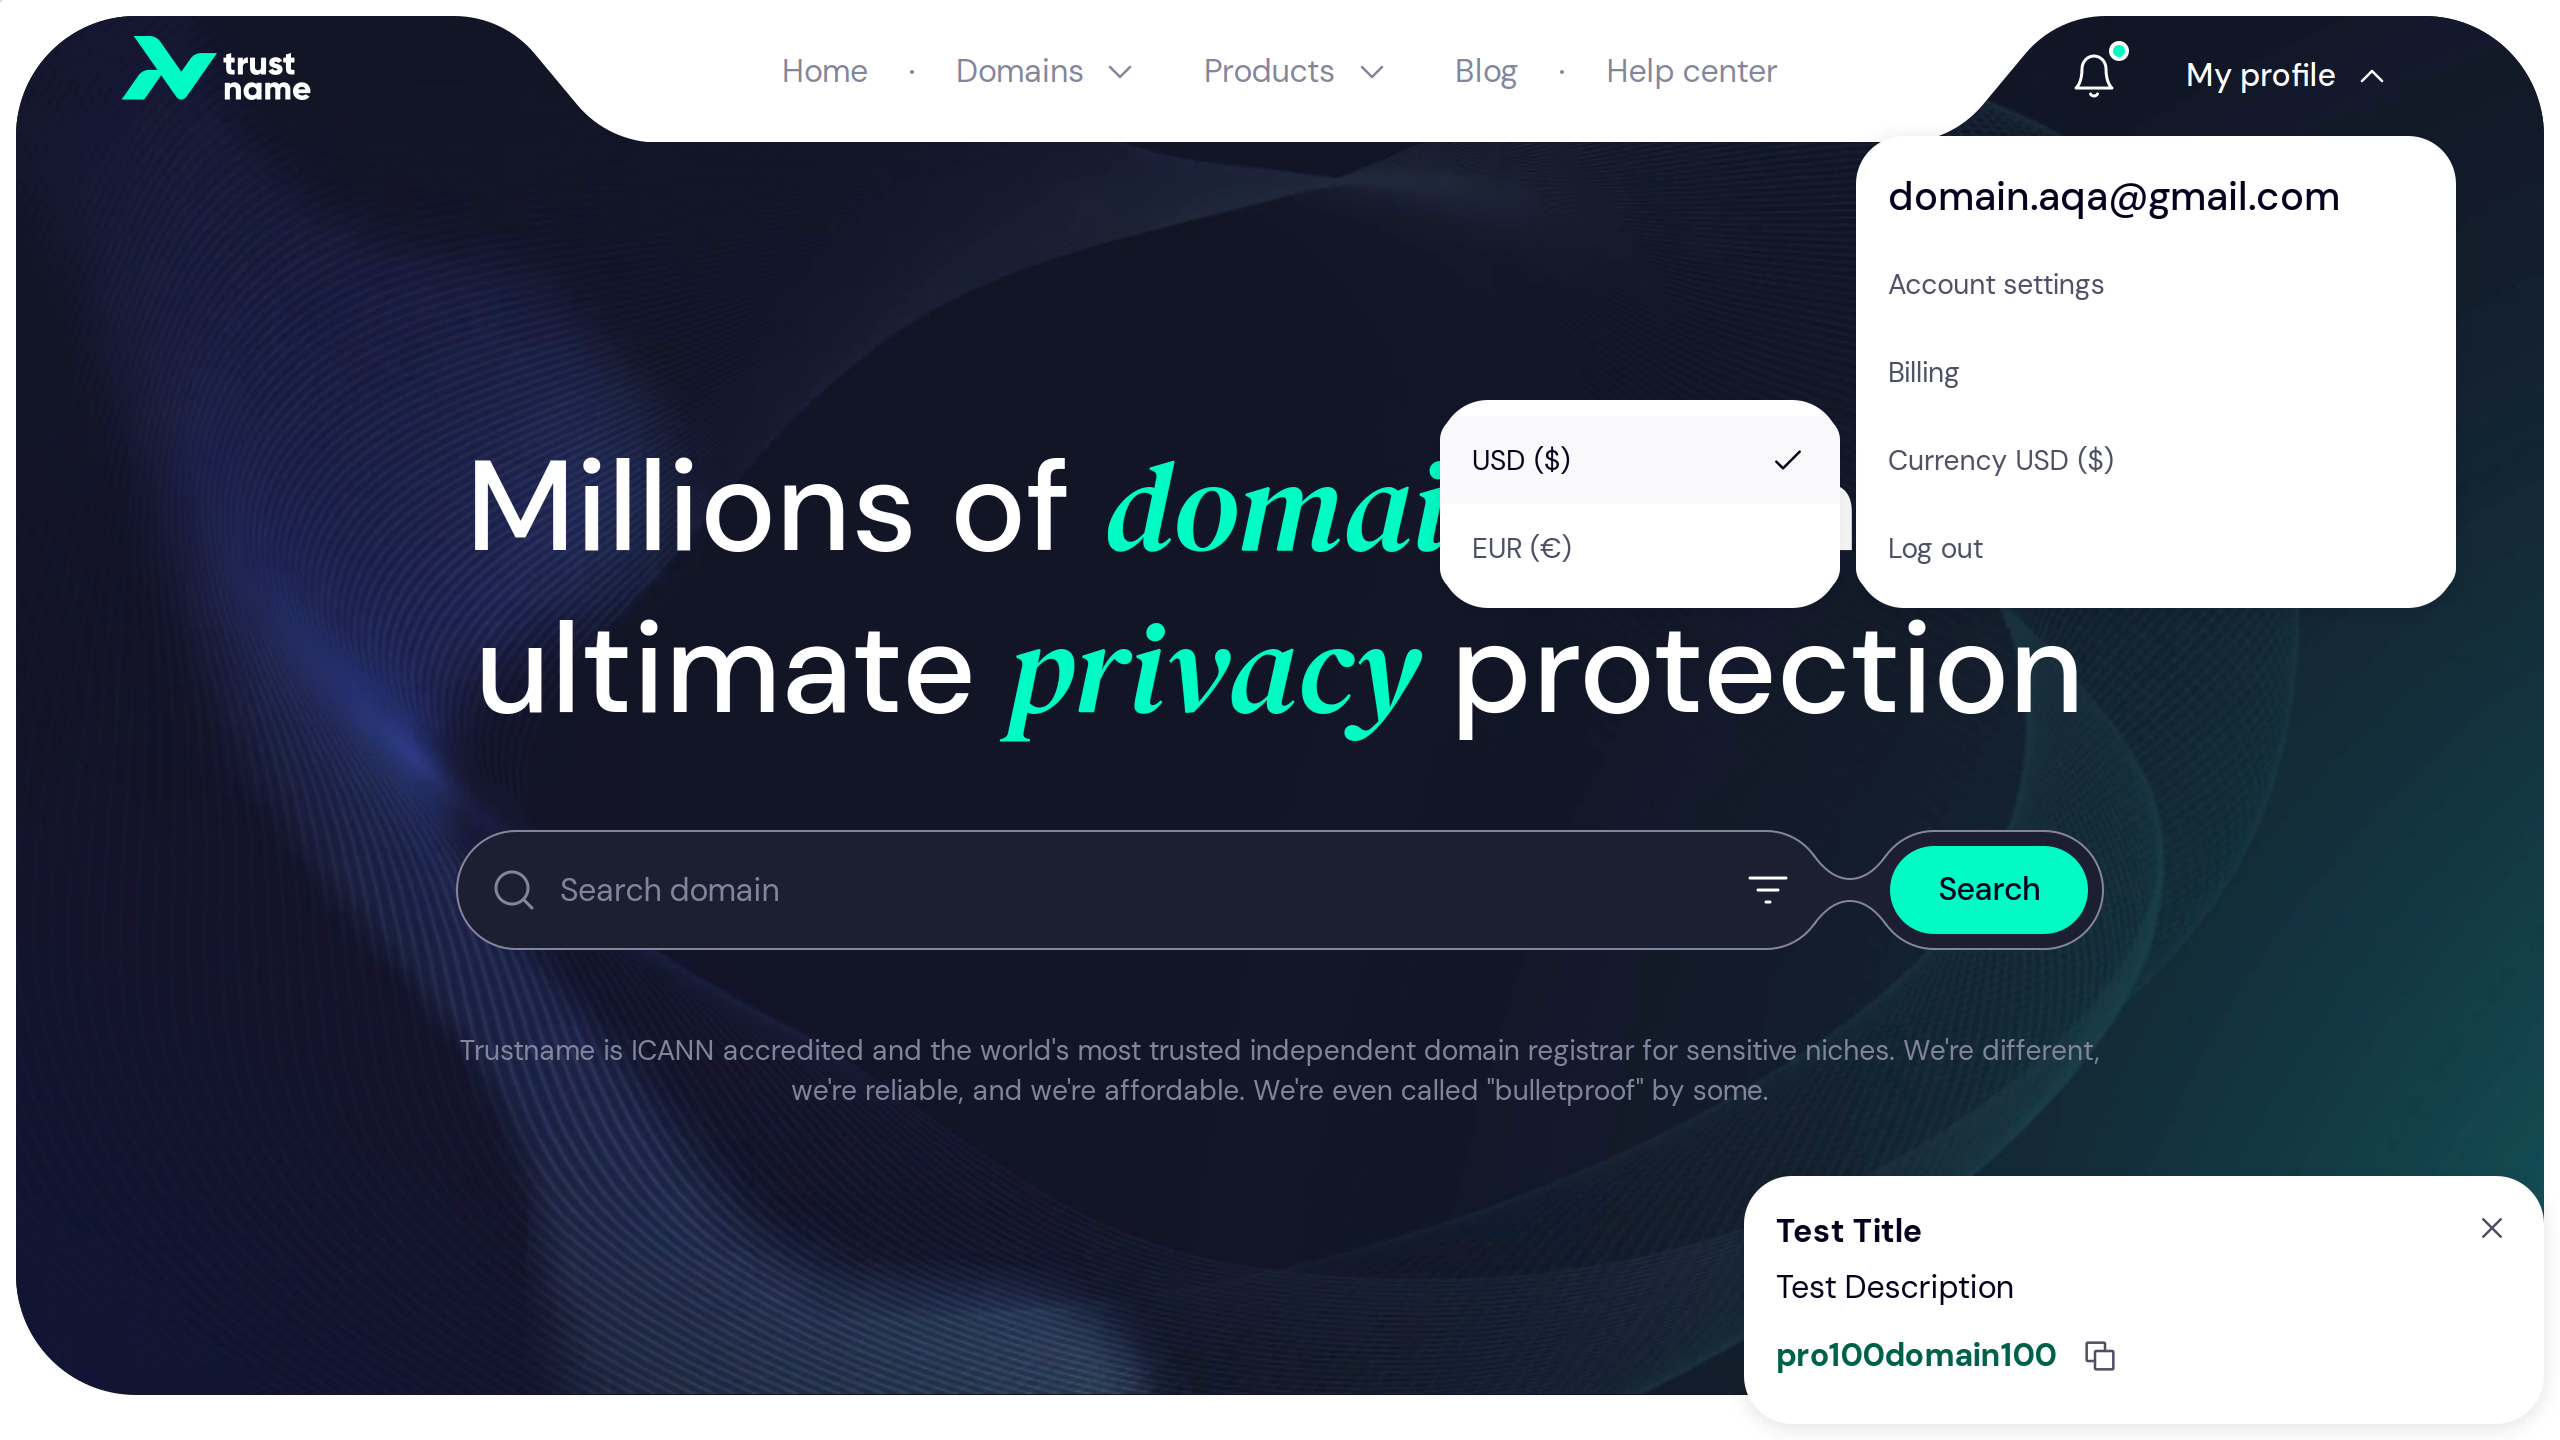 trust
name
Home · Domains Products Blog · Help center
My profile
domain.aqa@gmail.com
Account settings
Billing
Currency USD ($)
Log out
USD ($)
EUR (€)
Millions of
ultimate privacy protection
Search domain
Search
Trustname is ICANN accredited and the world's most trusted independent domain registrar for sensitive niches. We're different,
we're reliable, and we're affordable. We're even called "bulletproof" by some.
Test Title
Test Description
pro100domain100